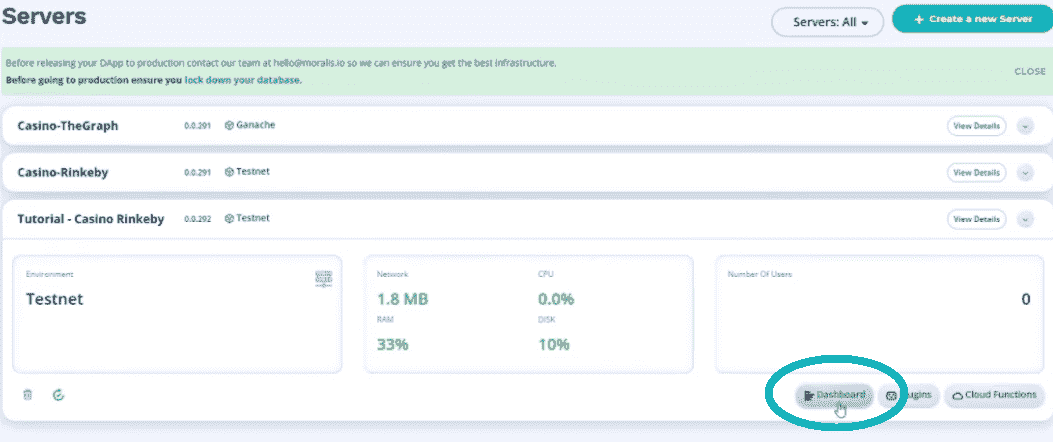 Servers
Servers: All
+ Create a new Server
Before releasing your DApp to production contact our team at hello@moralis.io so we can ensure you get the best infrastructure.
Before going to production ensure you lock down your database.
CLOSE
Casino-TheGraph 0.0.291 Ganache View Details
Casino-Rinkeby 0.0.291 Testnet View Details
Tutorial - Casino Rinkeby 0.0.292 Testnet View Details
Environment
Testnet
Network CPU
1.8 MB 0.0%
RAM DISK
33% 10%
Number Of Users
0
Dashboard
Cloud Functions